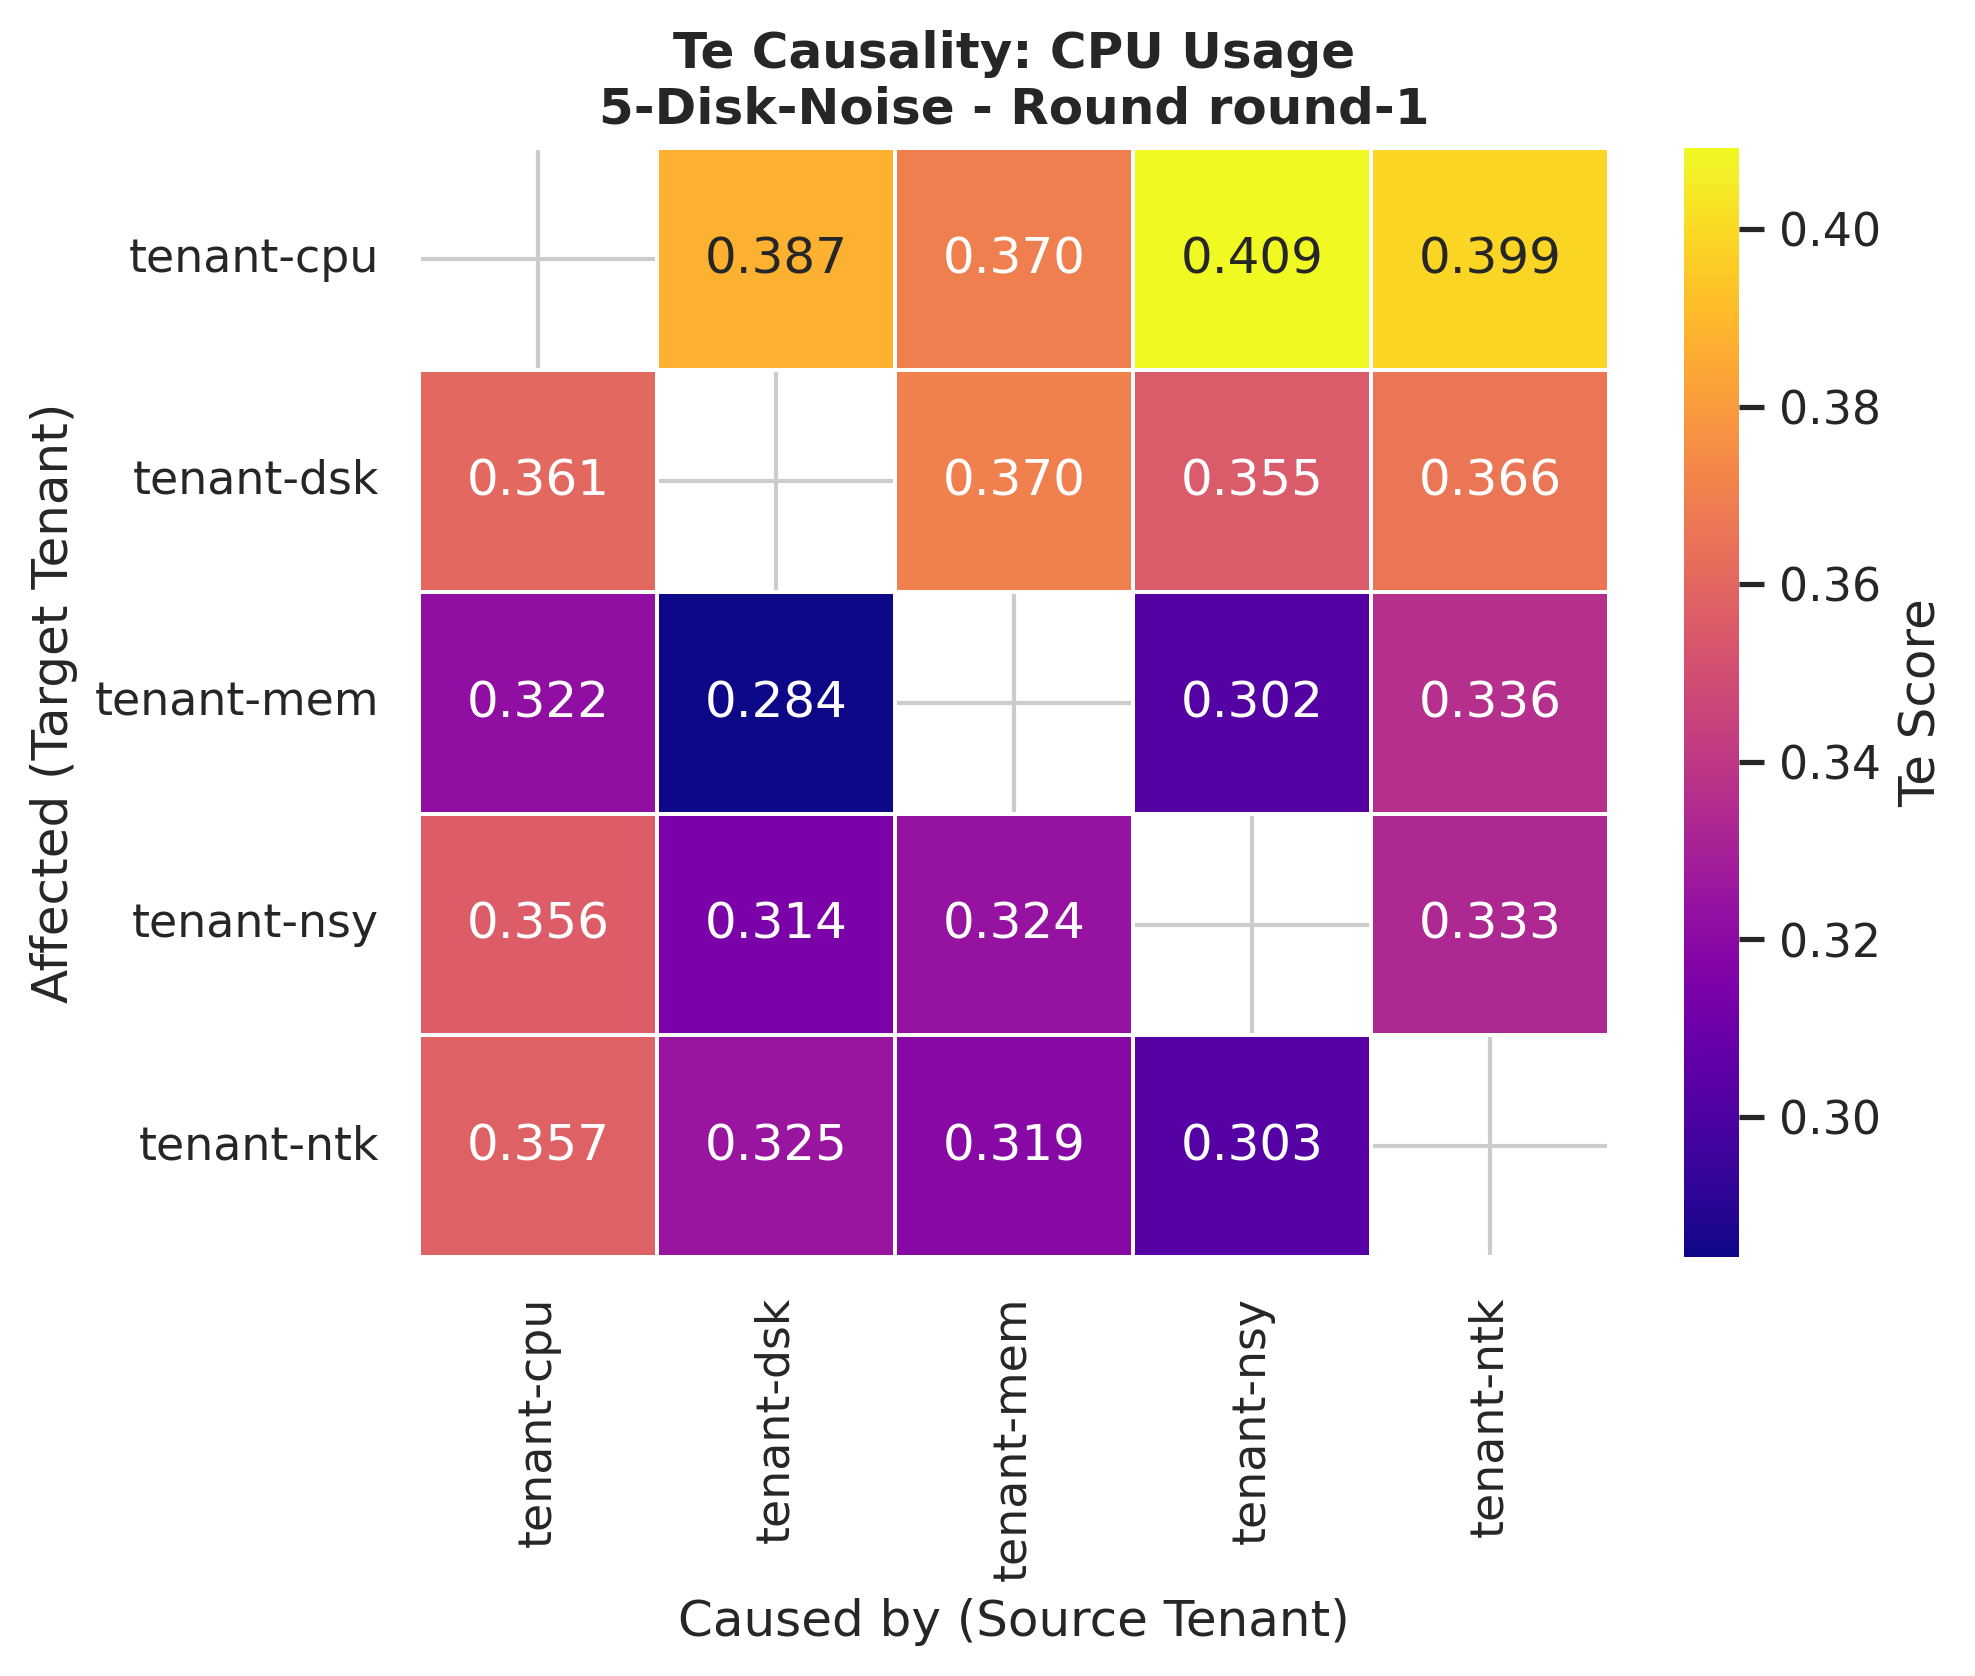 Te Causality: CPU Usage
5-Disk-Noise - Round round-1
Affected (Target Tenant)
tenant-cpu 0.387 0.370 0.409 0.399
tenant-dsk 0.361 0.370 0.355 0.366
tenant-mem 0.322 0.284 0.302 0.336
tenant-nsy 0.356 0.314 0.324 0.333
tenant-ntk 0.357 0.325 0.319 0.303
tenant-cpu
tenant-dsk
tenant-mem
tenant-nsy
tenant-ntk
Caused by (Source Tenant)
0.40
0.38
0.36
0.34
0.32
0.30
Te Score